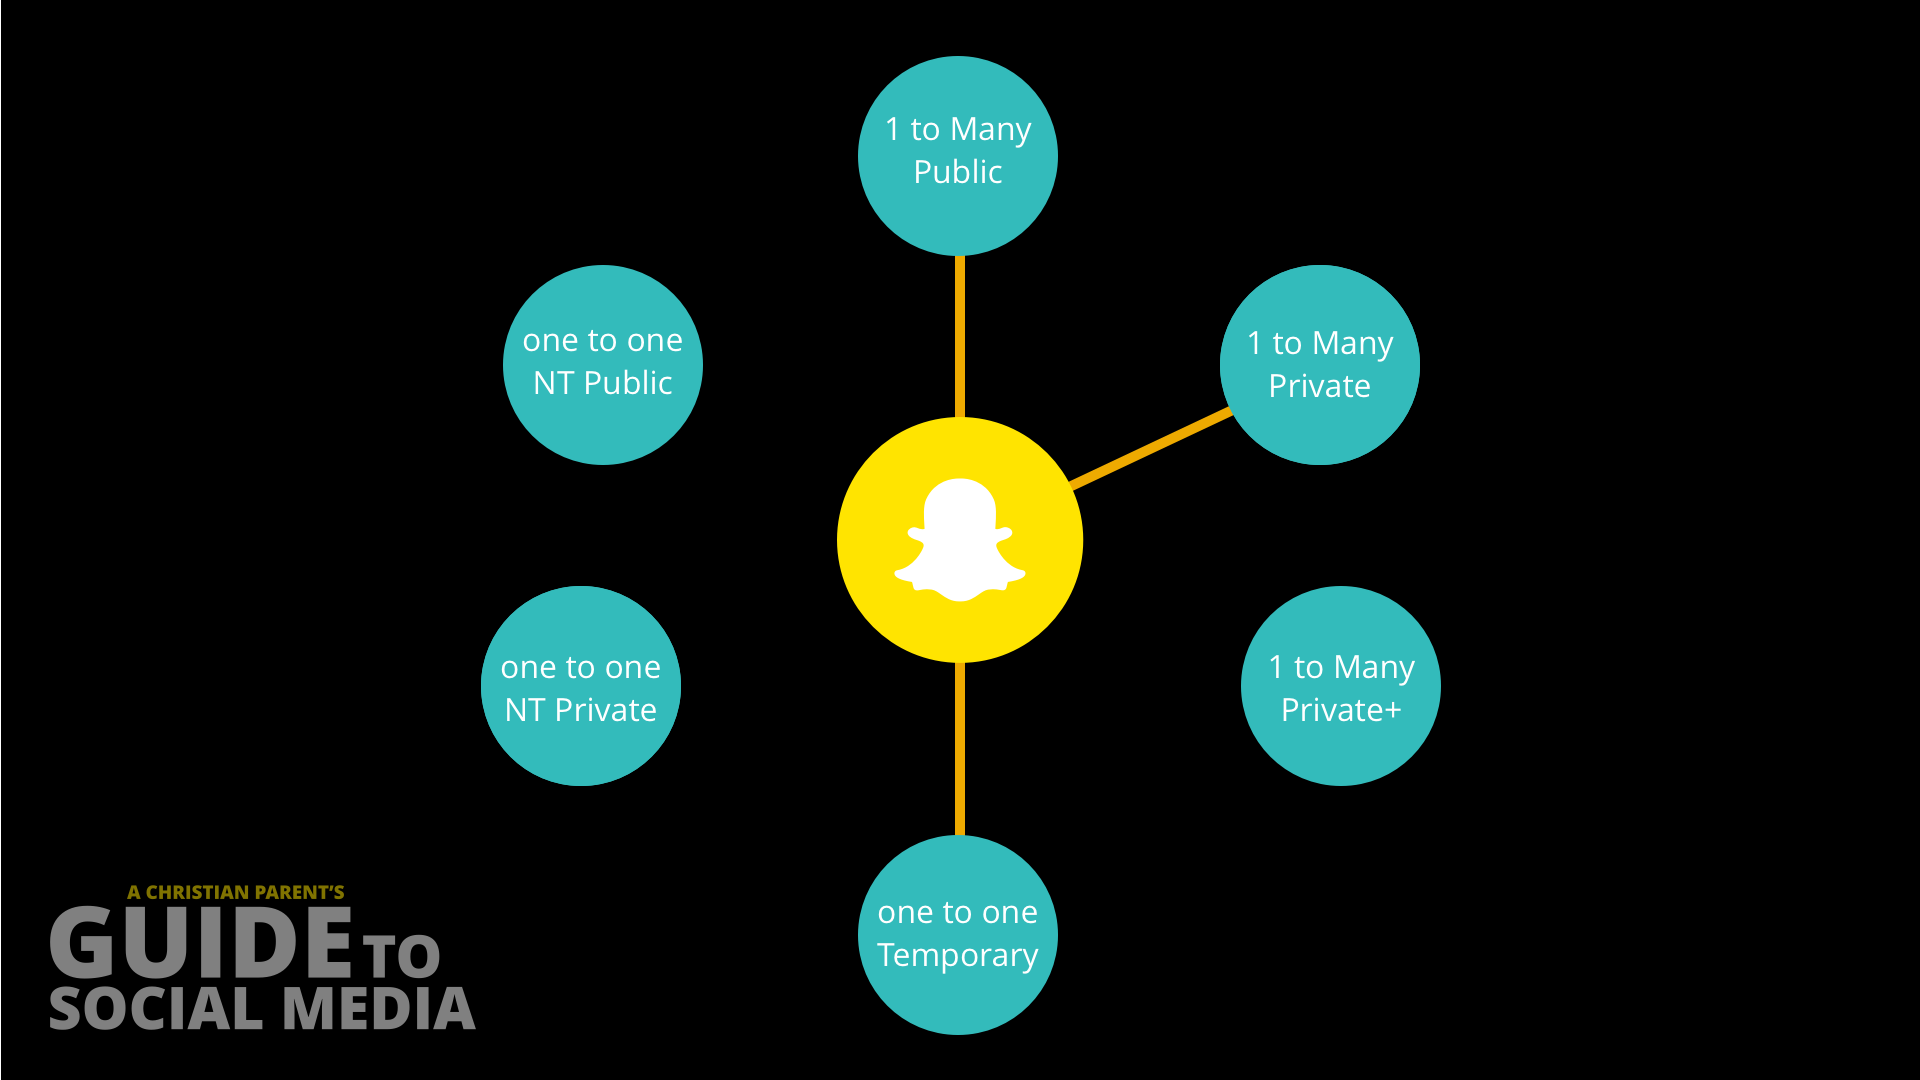 1 to Many
Public
one to one
NT Public
1 to Many
Private
one to one
NT Private
1 to Many
Private+
one to one
Temporary
A CHRISTIAN PARENT'S
GUIDE TO
SOCIAL MEDIA